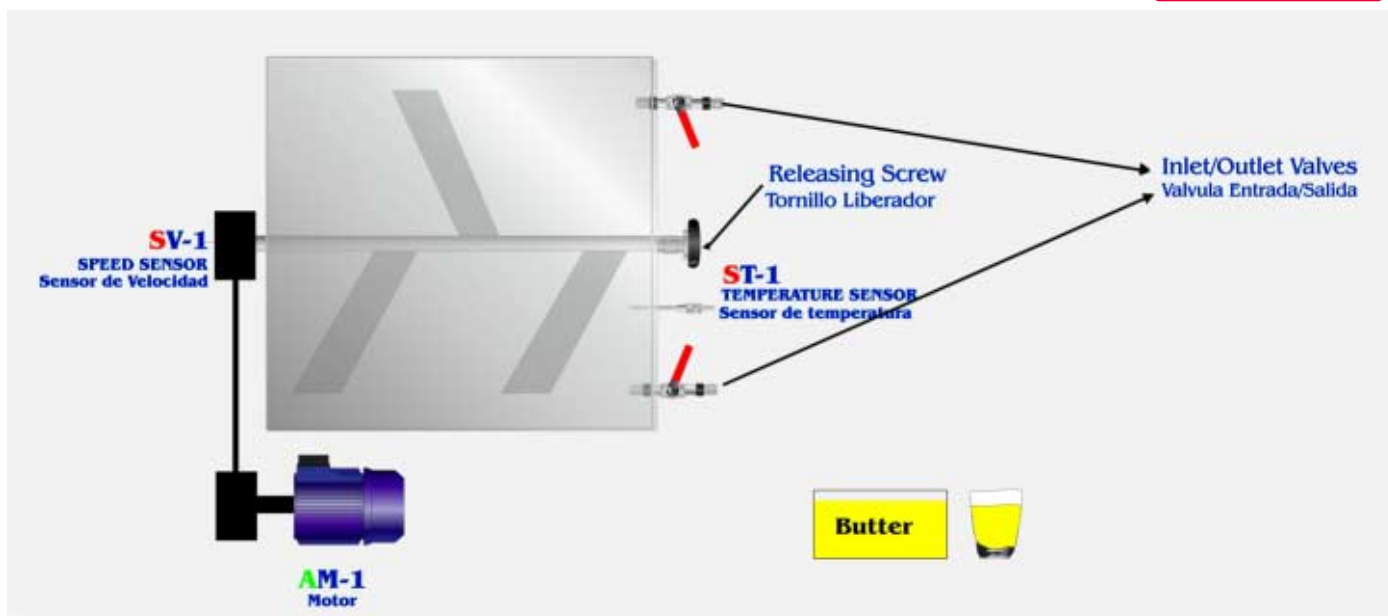 Inlet/Outlet Valves
Valvula Entrada/Salida
Releasing Screw
Tornillo Liberador
SV-1
SPEED SENSOR
Sensor de Velocidad
ST-1
TEMPERATURE SENSOR
Sensor de temperatura
Butter
AM-1
Motor